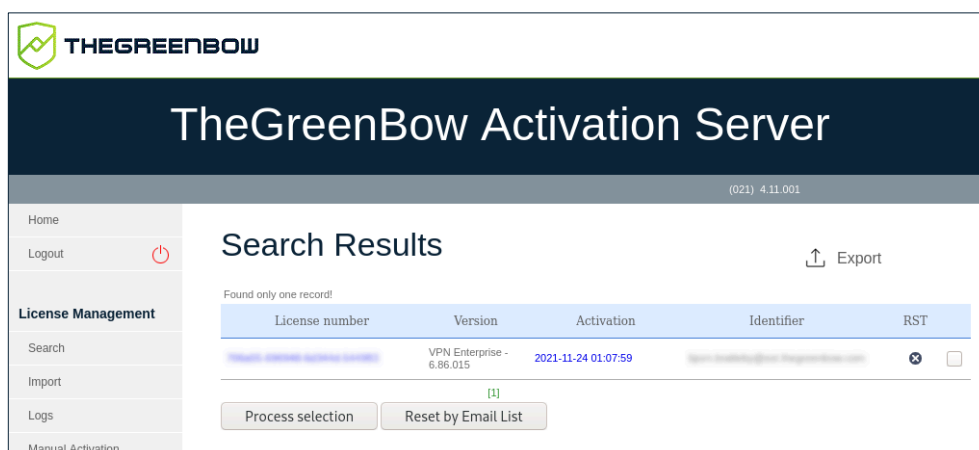 THEGREENBOW
TheGreenBow Activation Server
(021) 4.11.001
Home
Logout
License Management
Search
Import
Logs
Manual Activation
Search Results
Export
Found only one record!
License number Version Activation Identifier RST
VPN Enterprise -
6.86.015
2021-11-24 01:07:59
[1]
Process selection Reset by Email List